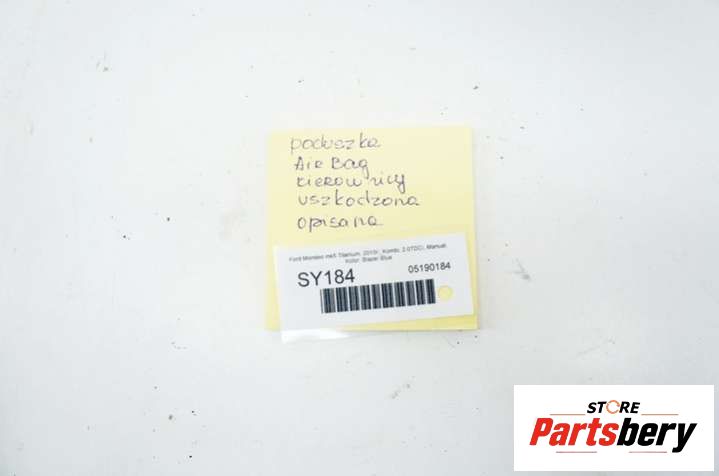 poduszka
Air Bag
kierownicy
uszkodzona
opisana
Ford Mondeo mk5 Titanium, 2015r, Kombi, 2.0TDCi, Manual,
Kolor: Blazer Blue
SY184
05190184
STORE
Partsbery